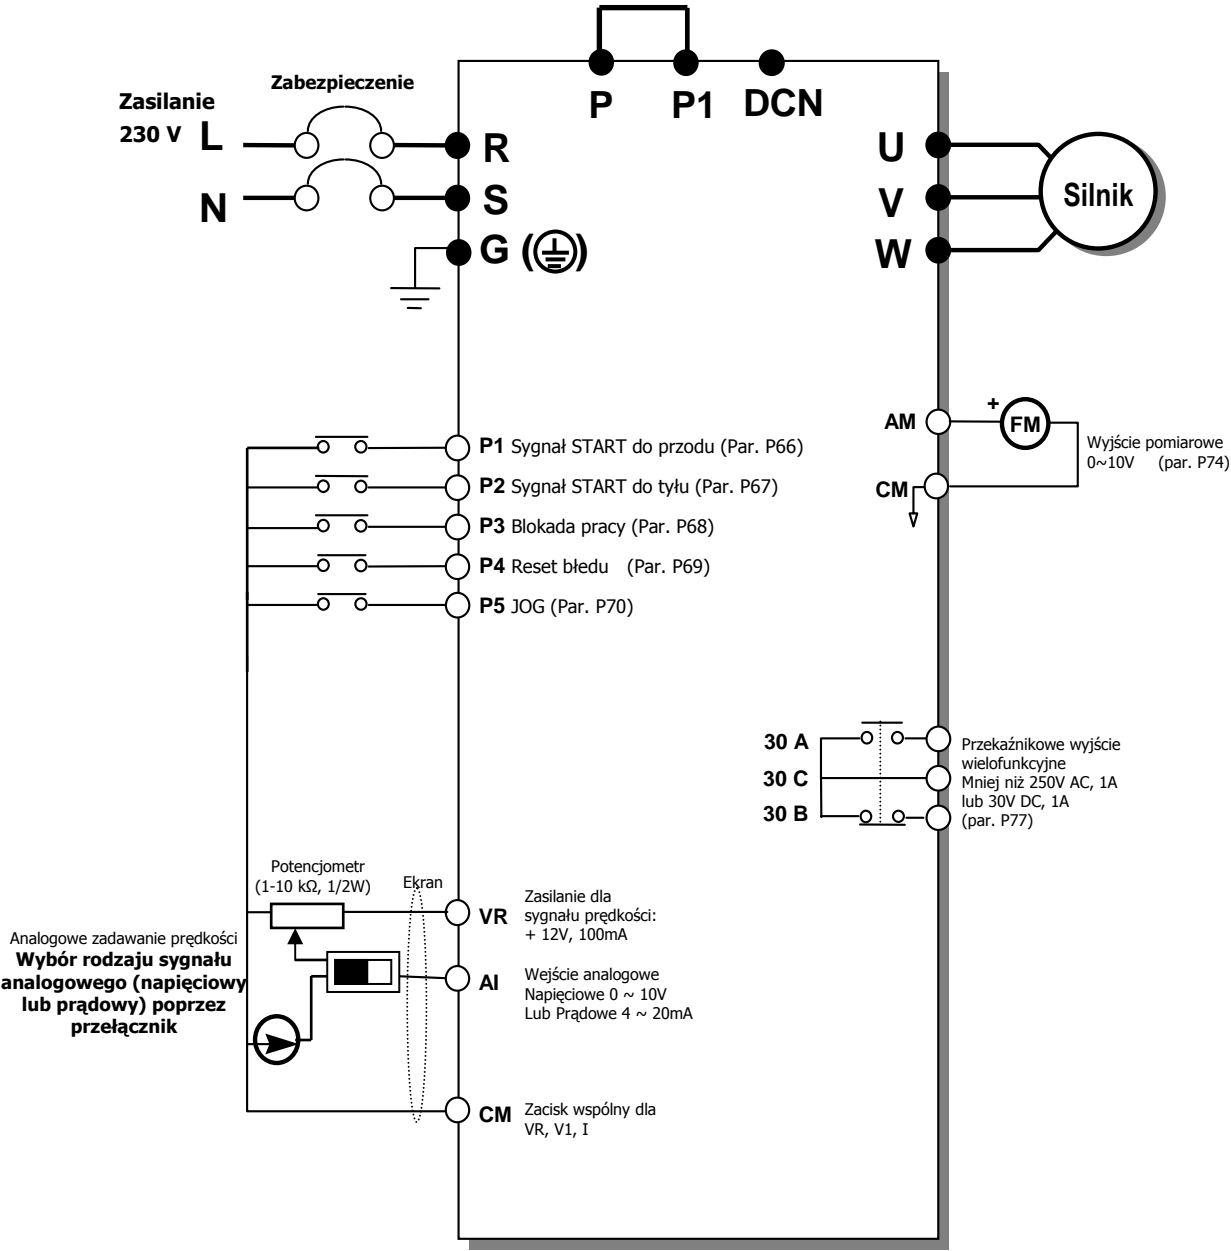 Zabezpieczenie
Zasilanie
230 V L
N
R
S
G (⏚)
P P1 DCN
U
V
W
Silnik
P1 Sygnał START do przodu (Par. P66)
P2 Sygnał START do tyłu (Par. P67)
P3 Blokada pracy (Par. P68)
P4 Reset błedu (Par. P69)
P5 JOG (Par. P70)
AM
+
FM
CM
Wyjście pomiarowe
0~10V (par. P74)
30 A
30 C
30 B
Przekaźnikowe wyjście
wielofunkcyjne
Mniej niż 250V AC, 1A
lub 30V DC, 1A
(par. P77)
Potencjometr
(1-10 kΩ, 1/2W)
Ekran
VR
Zasilanie dla
sygnału prędkości:
+ 12V, 100mA
Analogowe zadawanie prędkości
Wybór rodzaju sygnału
analogowego (napięciowy
lub prądowy) poprzez
przełącznik
AI
Wejście analogowe
Napięciowe 0 ~ 10V
Lub Prądowe 4 ~ 20mA
CM
Zacisk wspólny dla
VR, V1, I